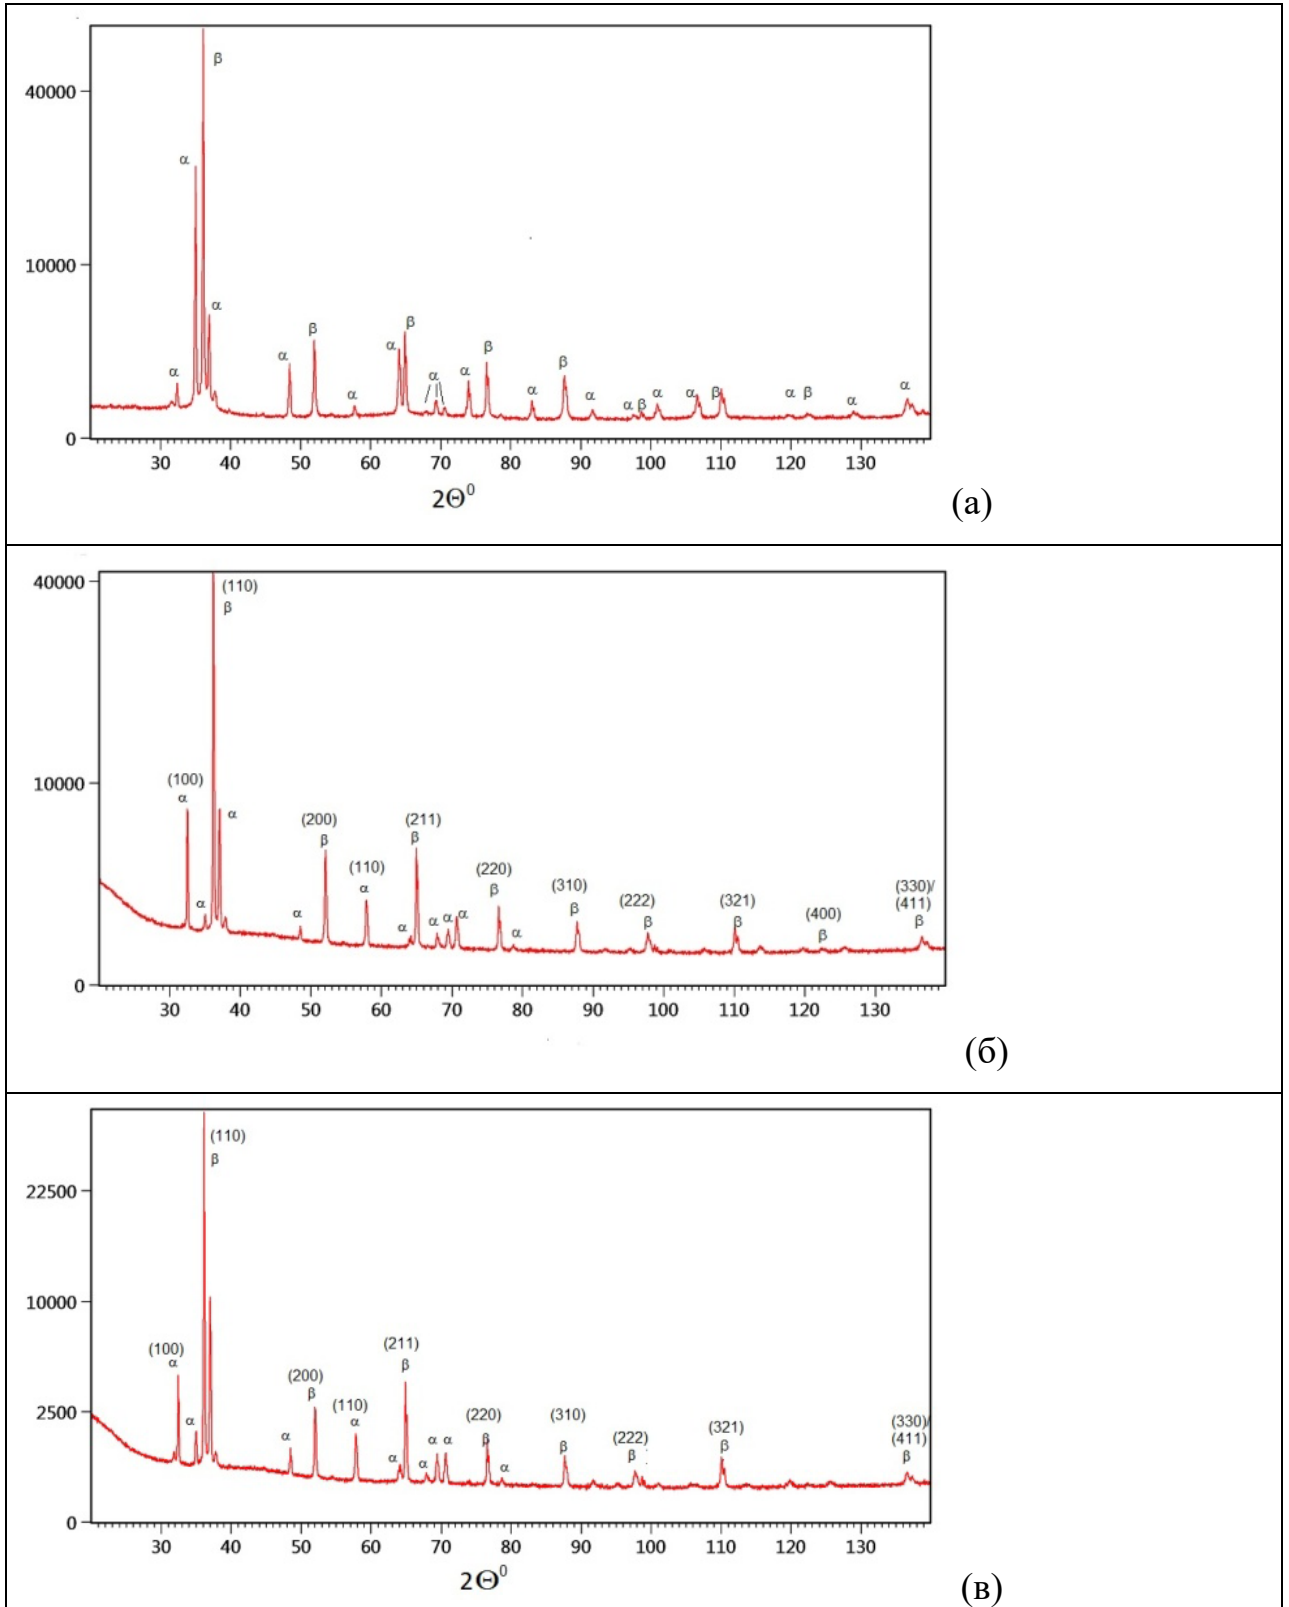 β
40000
α
10000
α
β
β
α
α
β
α
α
β
α
α
α
α β
α
α
β
α β
α
α
0
30 40 50 60 70 80 90 100 110 120 130
2Θ⁰
(а)
40000
(110)
β
10000
(100)
α
α
(200)
β
(211)
β
(110)
α
(220)
β
(310)
β
(222)
β
(321)
β
(400)
β
(330)/
(411)
β
α
α
α
α
α
α
α
0
30 40 50 60 70 80 90 100 110 120 130
(б)
(110)
β
22500
10000
(100)
α
(211)
β
(200)
β
(110)
α
2500
(220)
β
(310)
β
(222)
β
(321)
β
(330)/
(411)
β
α
α
α
α
α
α
α
0
30 40 50 60 70 80 90 100 110 120 130
2Θ⁰
(в)